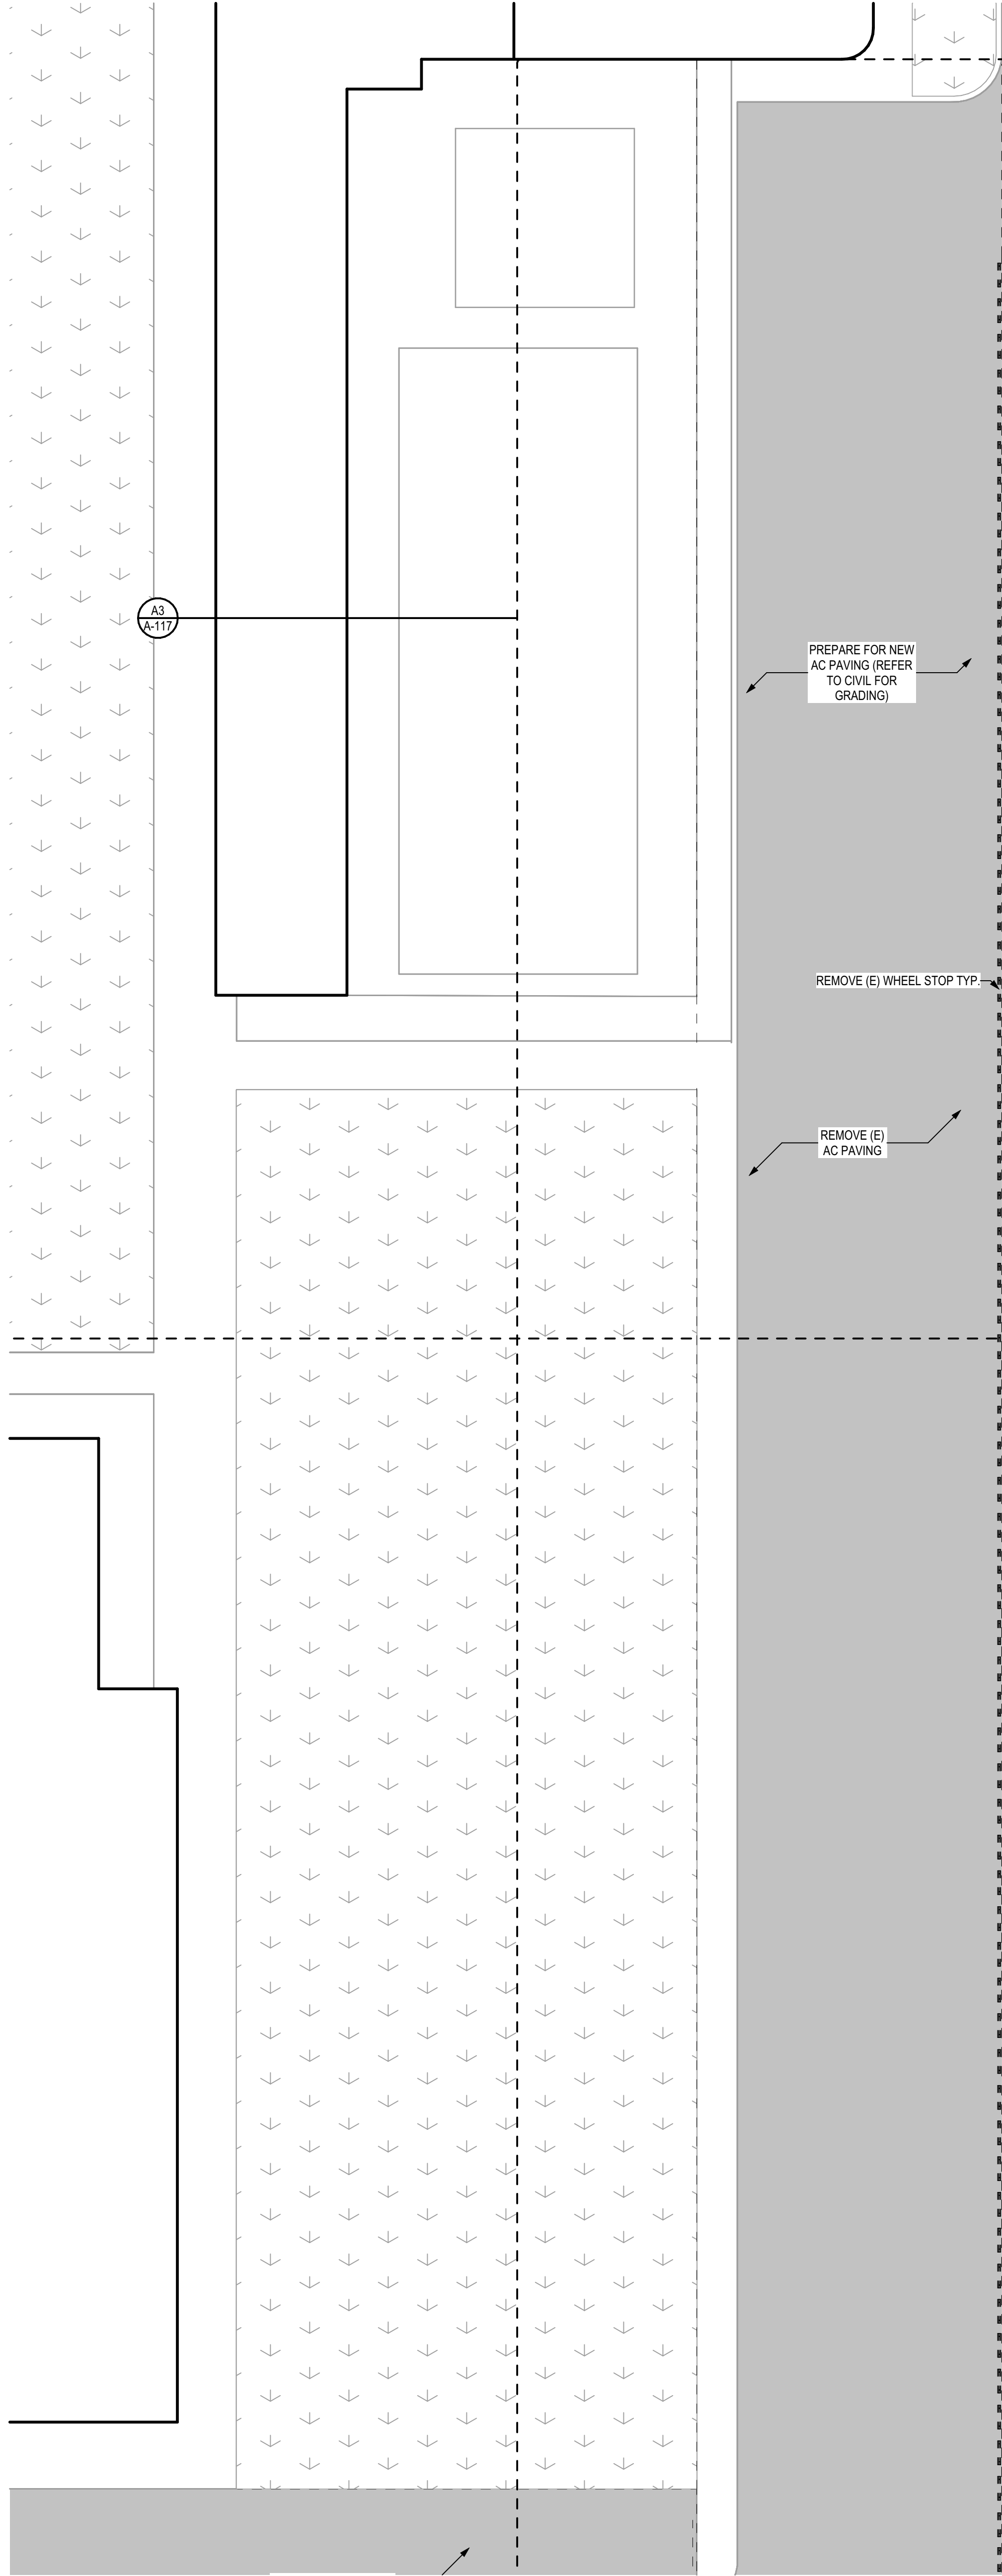 A3
A-117
PREPARE FOR NEW
AC PAVING (REFER
TO CIVIL FOR
GRADING)
REMOVE (E) WHEEL STOP TYP.
REMOVE (E)
AC PAVING